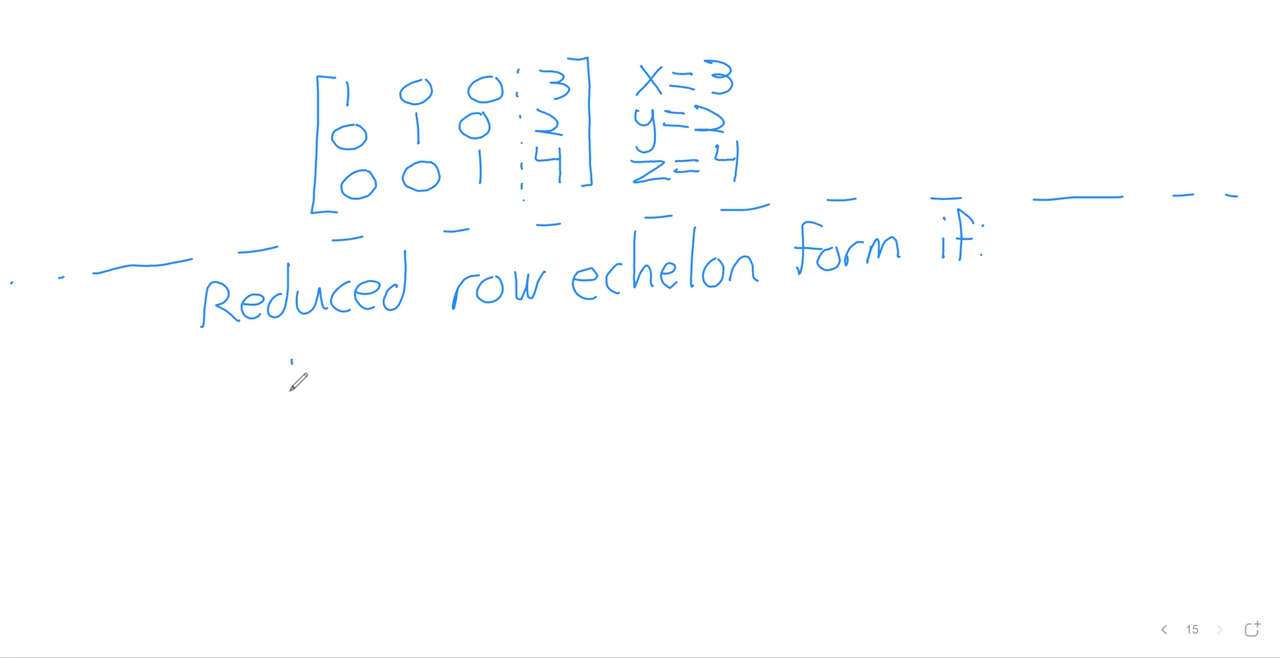 1 0 0 : 3 x=3
0 1 0 : 2 y=2
0 0 1 : 4 z=4
Reduced row echelon form if:
15